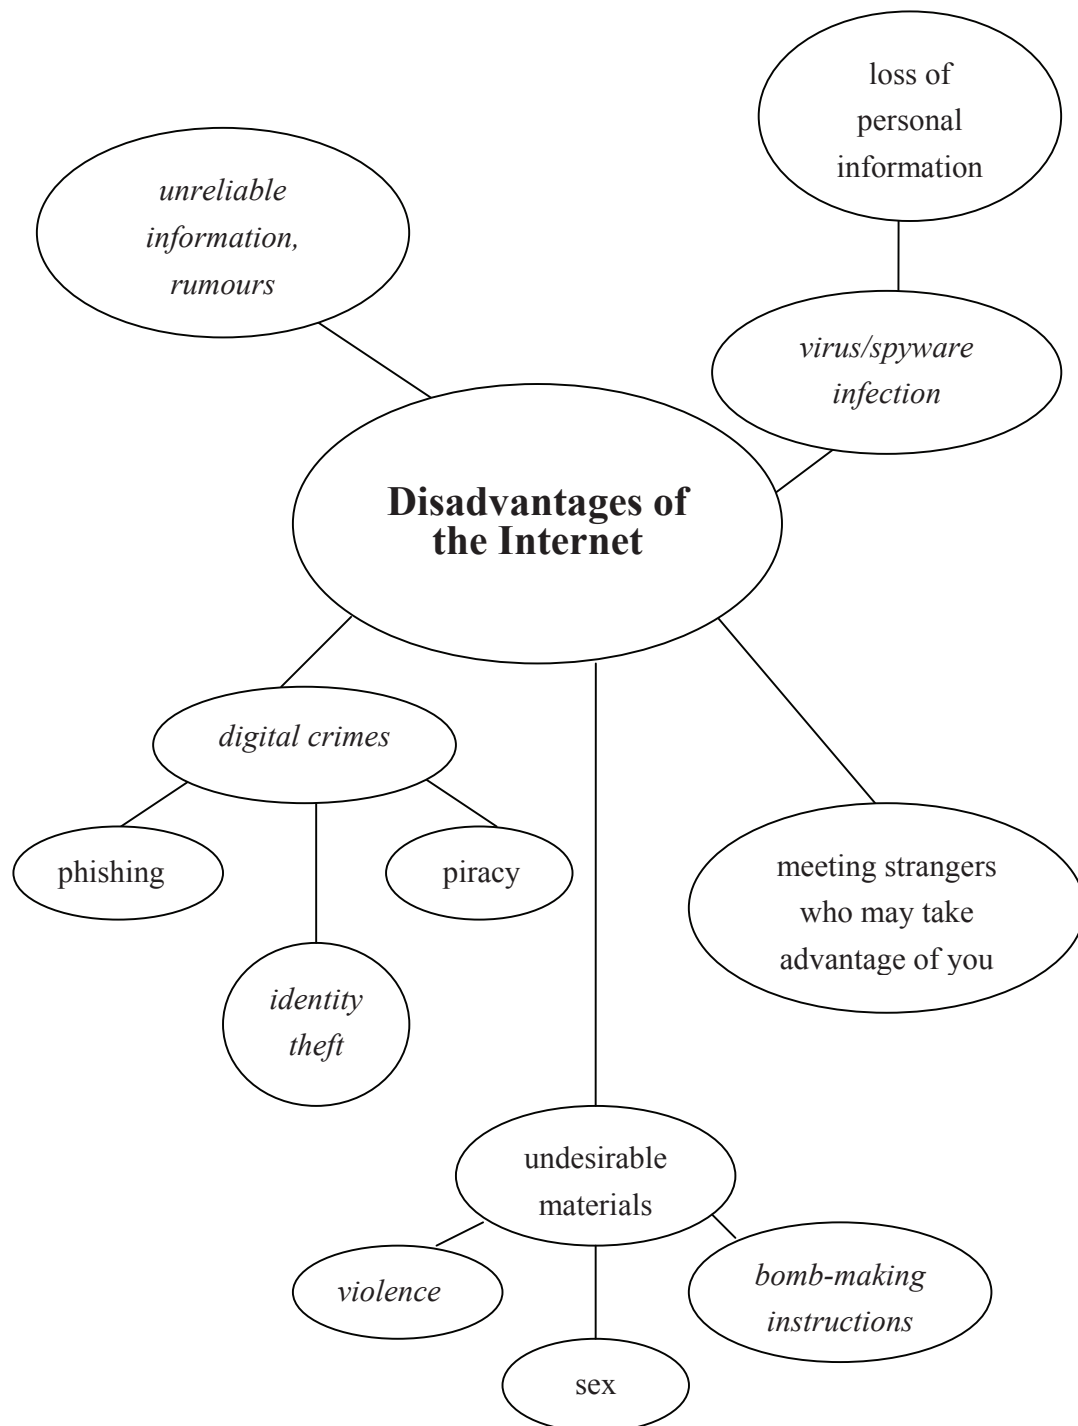 loss of
personal
information
unreliable
information,
rumours
virus/spyware
infection
Disadvantages of
the Internet
digital crimes
phishing
piracy
meeting strangers
who may take
advantage of you
identity
theft
undesirable
materials
violence
bomb-making
instructions
sex